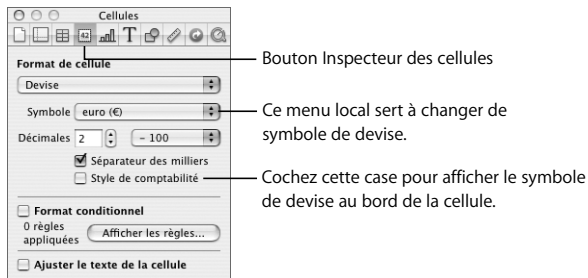 Cellules
42
T
Format de cellule
Devise
Symbole euro (€)
Décimales 2 - 100
Séparateur des milliers
Style de comptabilité
Format conditionnel
0 règles
appliquées
Afficher les règles...
Ajuster le texte de la cellule
Bouton Inspecteur des cellules
Ce menu local sert à changer de
symbole de devise.
Cochez cette case pour afficher le symbole
de devise au bord de la cellule.